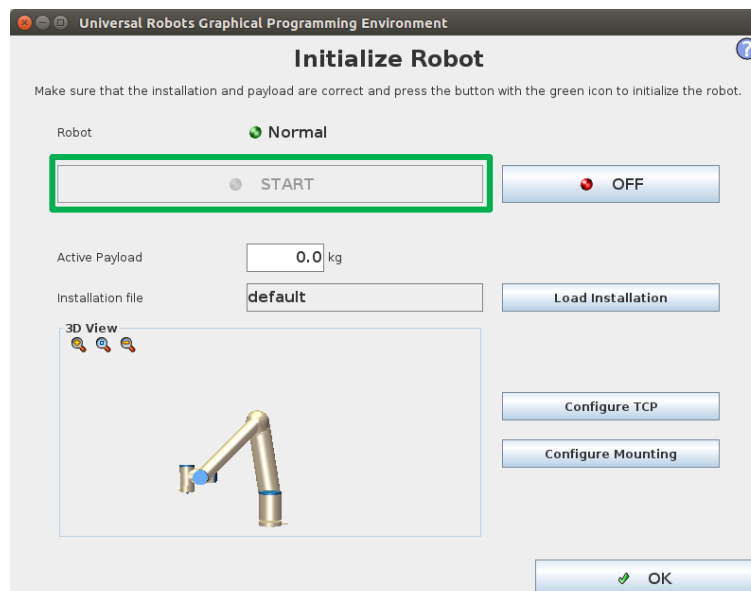 Universal Robots Graphical Programming Environment
Initialize Robot
?
Make sure that the installation and payload are correct and press the button with the green icon to initialize the robot.
Robot
Normal
START
OFF
Active Payload
0.0 kg
Installation file
default
Load Installation
3D View
Configure TCP
Configure Mounting
OK